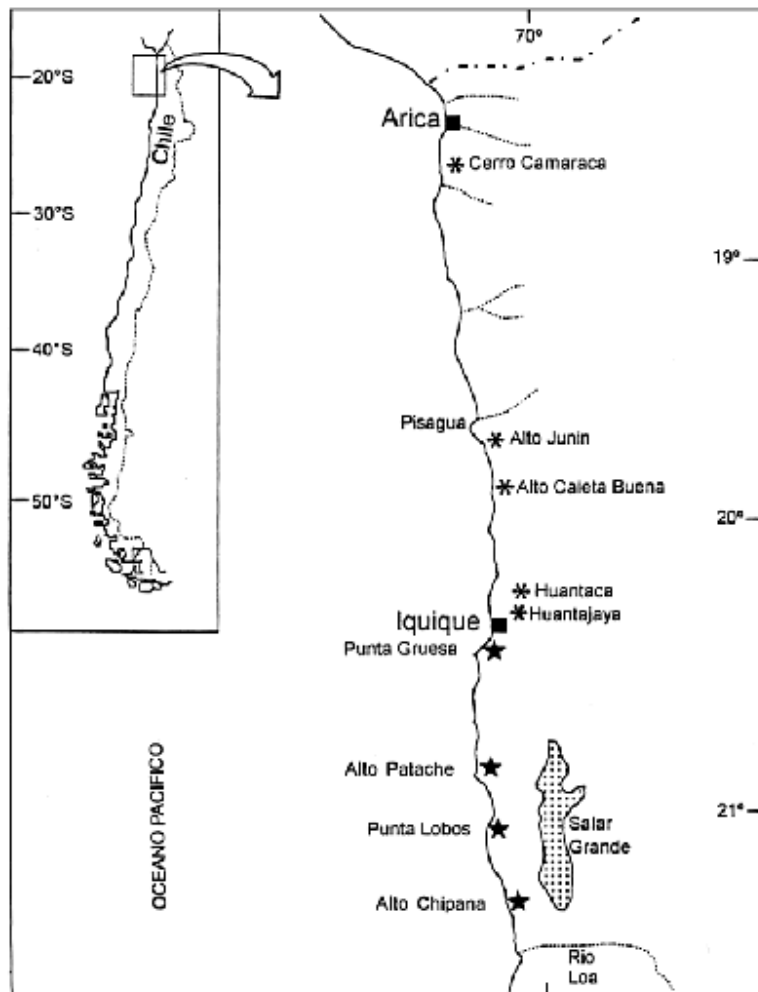 20°S
30°S
40°S
50°S
Chile
OCEANO PACIFICO
70°
Arica
Cerro Camaraca
19°
Pisagua
Alto Junin
Alto Caleta Buena
20°
Huantaca
Huantajaya
Iquique
Punta Gruesa
Alto Patache
Punta Lobos
21°
Salar
Grande
Alto Chipana
Rio
Loa